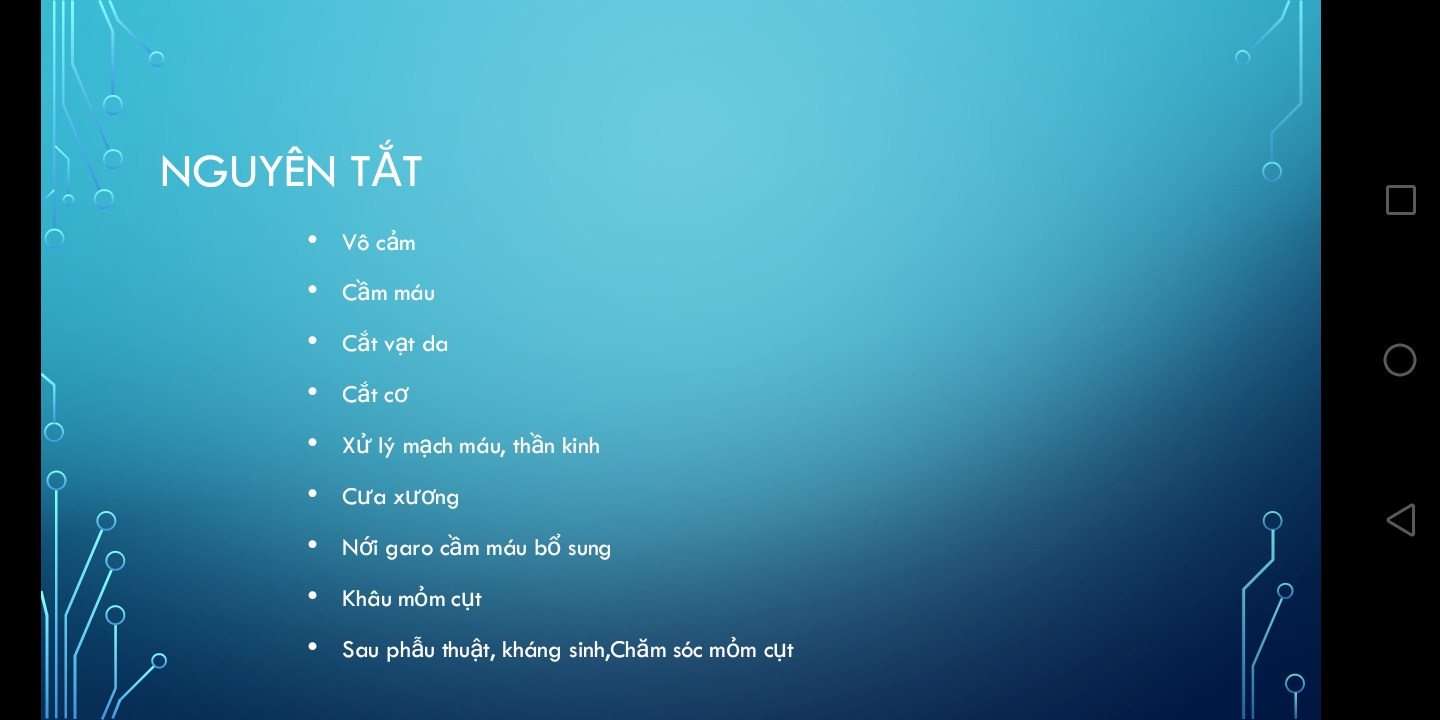 NGUYÊN TẮT
• Vô cảm
• Cầm máu
• Cắt vạt da
• Cắt cơ
• Xử lý mạch máu, thần kinh
• Cưa xương
• Nới garo cầm máu bổ sung
• Khâu mỏm cụt
• Sau phẫu thuật, kháng sinh,Chăm sóc mỏm cụt